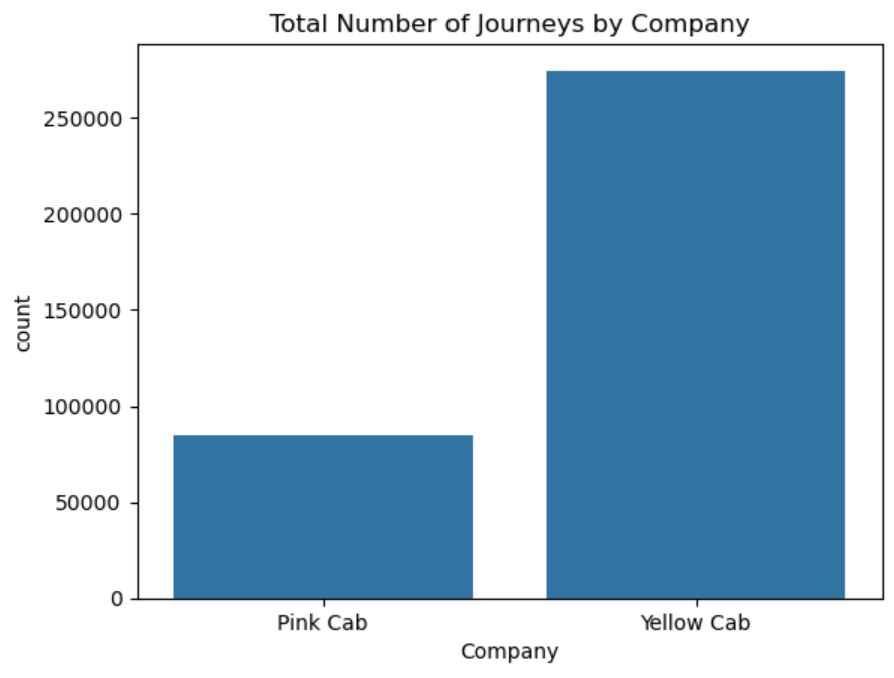 Total Number of Journeys by Company
250000
200000
150000
100000
50000
0
count
Pink Cab
Yellow Cab
Company